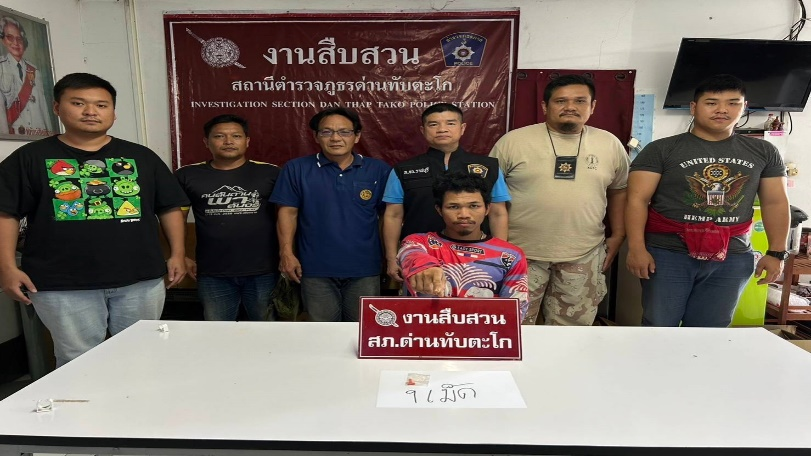 งานสืบสวน
สถานีตำรวจภูธรด่านทับตะโก
INVESTIGATION SECTION DAN THAP TAKO POLICE STATION
POLICE
UNITED STATES
HEMP ARMY
งานสืบสวน
สภ.ด่านทับตะโก
9 เม็ด